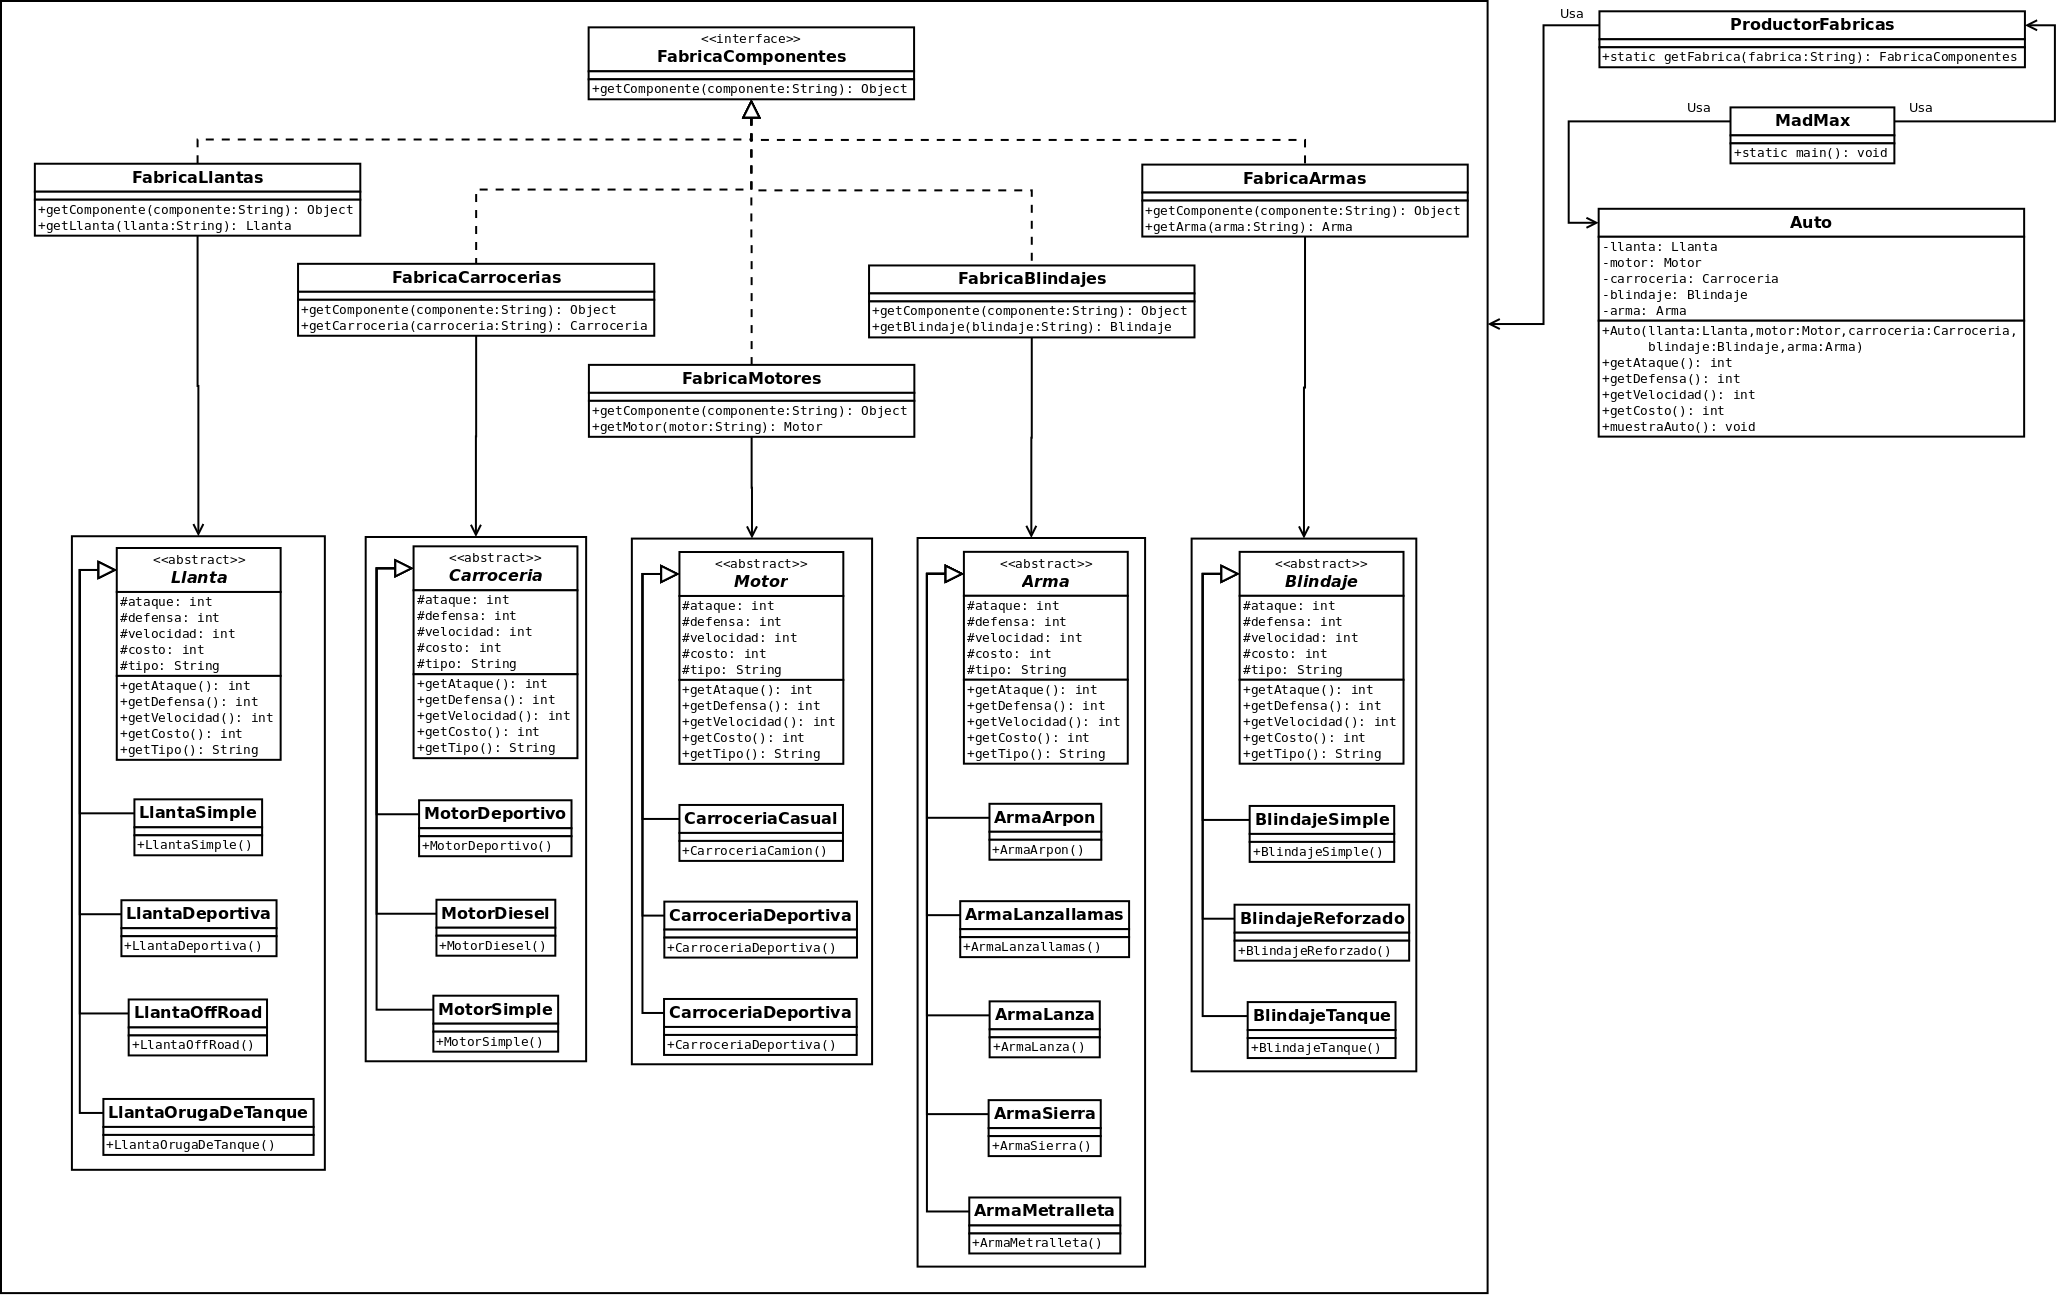 <<interface>>
FabricaComponentes
+getComponente(componente:String): Object
FabricaLlantas
+getComponente(componente:String): Object
+getLlanta(llanta:String): Llanta
FabricaCarrocerias
+getComponente(componente:String): Object
+getCarroceria(carroceria:String): Carroceria
FabricaMotores
+getComponente(componente:String): Object
+getMotor(motor:String): Motor
FabricaBlindajes
+getComponente(componente:String): Object
+getBlindaje(blindaje:String): Blindaje
FabricaArmas
+getComponente(componente:String): Object
+getArma(arma:String): Arma
Usa
ProductorFabricas
+static getFabrica(fabrica:String): FabricaComponentes
Usa
Usa
MadMax
+static main(): void
Auto
-llanta: Llanta
-motor: Motor
-carroceria: Carroceria
-blindaje: Blindaje
-arma: Arma
+Auto(llanta:Llanta,motor:Motor,carroceria:Carroceria,
blindaje:Blindaje,arma:Arma)
+getAtaque(): int
+getDefensa(): int
+getVelocidad(): int
+getCosto(): int
+muestraAuto(): void
<<abstract>>
Llanta
#ataque: int
#defensa: int
#velocidad: int
#costo: int
#tipo: String
+getAtaque(): int
+getDefensa(): int
+getVelocidad(): int
+getCosto(): int
+getTipo(): String
LlantaSimple
+LlantaSimple()
LlantaDeportiva
+LlantaDeportiva()
LlantaOffRoad
+LlantaOffRoad()
LlantaOrugaDeTanque
+LlantaOrugaDeTanque()
<<abstract>>
Carroceria
#ataque: int
#defensa: int
#velocidad: int
#costo: int
#tipo: String
+getAtaque(): int
+getDefensa(): int
+getVelocidad(): int
+getCosto(): int
+getTipo(): String
MotorDeportivo
+MotorDeportivo()
MotorDiesel
+MotorDiesel()
MotorSimple
+MotorSimple()
<<abstract>>
Motor
#ataque: int
#defensa: int
#velocidad: int
#costo: int
#tipo: String
+getAtaque(): int
+getDefensa(): int
+getVelocidad(): int
+getCosto(): int
+getTipo(): String
CarroceriaCasual
+CarroceriaCamion()
CarroceriaDeportiva
+CarroceriaDeportiva()
CarroceriaDeportiva
+CarroceriaDeportiva()
<<abstract>>
Arma
#ataque: int
#defensa: int
#velocidad: int
#costo: int
#tipo: String
+getAtaque(): int
+getDefensa(): int
+getVelocidad(): int
+getCosto(): int
+getTipo(): String
ArmaArpon
+ArmaArpon()
ArmaLanzallamas
+ArmaLanzallamas()
ArmaLanza
+ArmaLanza()
ArmaSierra
+ArmaSierra()
ArmaMetralleta
+ArmaMetralleta()
<<abstract>>
Blindaje
#ataque: int
#defensa: int
#velocidad: int
#costo: int
#tipo: String
+getAtaque(): int
+getDefensa(): int
+getVelocidad(): int
+getCosto(): int
+getTipo(): String
BlindajeSimple
+BlindajeSimple()
BlindajeReforzado
+BlindajeReforzado()
BlindajeTanque
+BlindajeTanque()